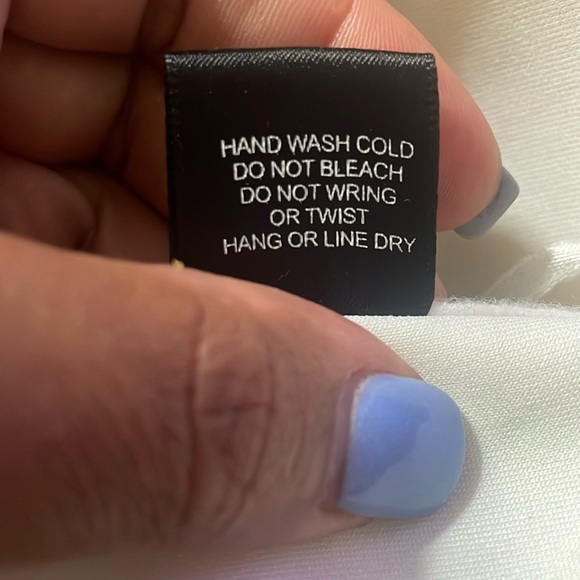 HAND WASH COLD
DO NOT BLEACH
DO NOT WRING
OR TWIST
HANG OR LINE DRY